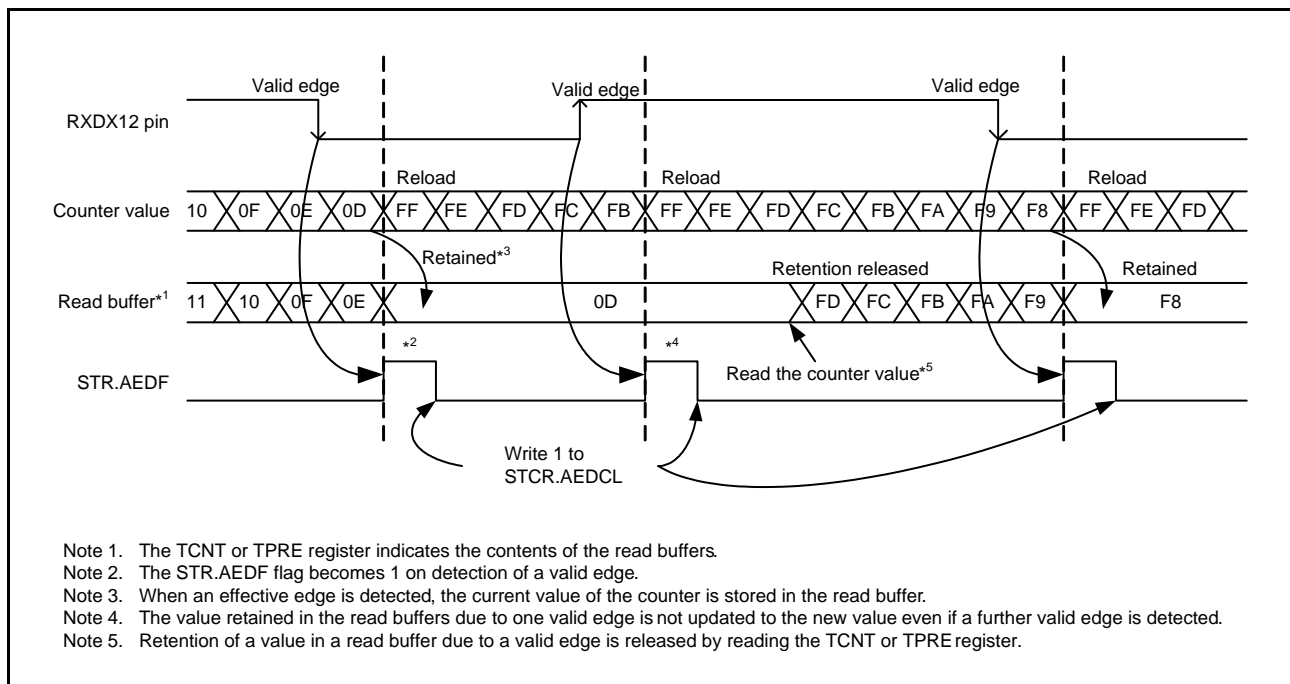 Valid edge Valid edge Valid edge
RXDX12 pin
Reload Reload Reload
Counter value 10 0F 0E 0D FF FE FD FC FB FF FE FD FC FB FA F9 F8 FF FE FD
Retained*3 Retention released Retained
Read buffer*1 11 10 0F 0E 0D FD FC FB FA F9 F8
*2 *4
STR.AEDF Read the counter value*5
Write 1 to
STCR.AEDCL
Note 1. The TCNT or TPRE register indicates the contents of the read buffers.
Note 2. The STR.AEDF flag becomes 1 on detection of a valid edge.
Note 3. When an effective edge is detected, the current value of the counter is stored in the read buffer.
Note 4. The value retained in the read buffers due to one valid edge is not updated to the new value even if a further valid edge is detected.
Note 5. Retention of a value in a read buffer due to a valid edge is released by reading the TCNT or TPRE register.